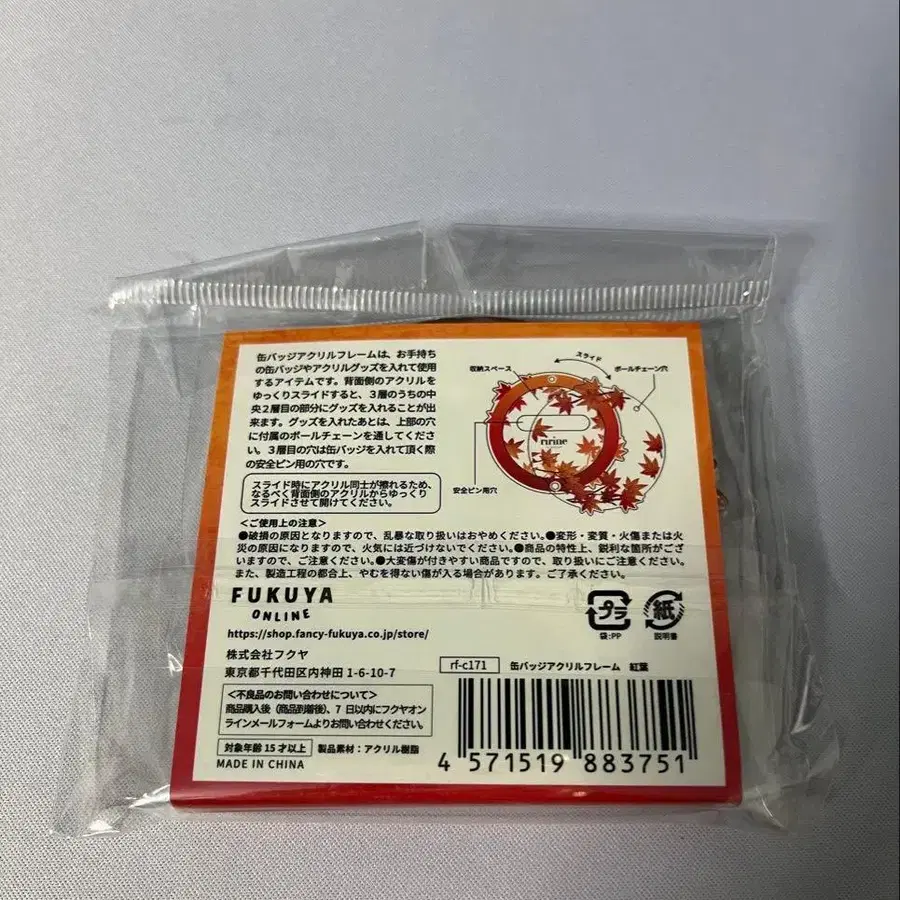 缶バッジアクリルフレームは、お手持ち
の缶バッジやアクリルグッズを入れて使用
するアイテムです。背面側のアクリルを
ゆっくりスライドすると、3層のうちの中
央2層目の部分にグッズを入れることが出
来ます。グッズを入れたあとは、上部の穴
に付属のボールチェーンを通してくださ
い。3層目の穴は缶バッジを入れて頂く際
の安全ピン用の穴です。
スライド時にアクリル同士が擦れるため、
なるべく背面側のアクリルからゆっくり
スライドさせて開けてください。
スライド
収納スペース
ボールチェーン穴
ririne
安全ピン用穴
<ご使用上の注意>
●破損の原因となりますので、乱暴な取り扱いはおやめください。●変形・変質・火傷または火
災の原因になりますので、火気には近づけないでください。●商品の特性上、鋭利な箇所がござ
いますので、ご注意ください。●大変傷が付きやすい商品ですので、取り扱いにご注意ください。
また、製造工程の都合上、やむを得ない傷が入る場合があります。ご了承ください。
FUKUYA
ONLINE
https://shop.fancy-fukuya.co.jp/store/
株式会社フクヤ
東京都千代田区内神田 1-6-10-7
<不良品のお問い合わせについて>
商品購入後(商品到着後)、7日以内にフクヤオン
ラインメールフォームよりお問い合わせください。
対象年齢 15 才以上 製品素材:アクリル樹脂
MADE IN CHINA
プラ
袋:PP
紙
説明書
rf-c171 缶バッジアクリルフレーム 紅葉
4 571519 883751